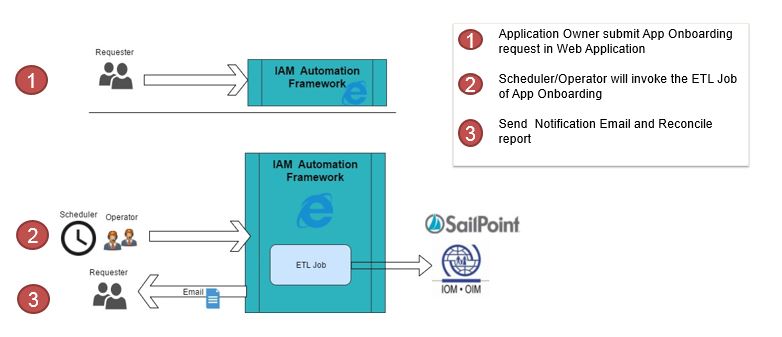 Requester
1
IAM Automation
Framework
1
Application Owner submit App Onboarding
request in Web Application
2
Scheduler/Operator will invoke the ETL Job
of App Onboarding
3
Send Notification Email and Reconcile
report
IAM Automation
Framework
2
Scheduler
Operator
ETL Job
SailPoint
IOM • OIM
3
Requester
Email